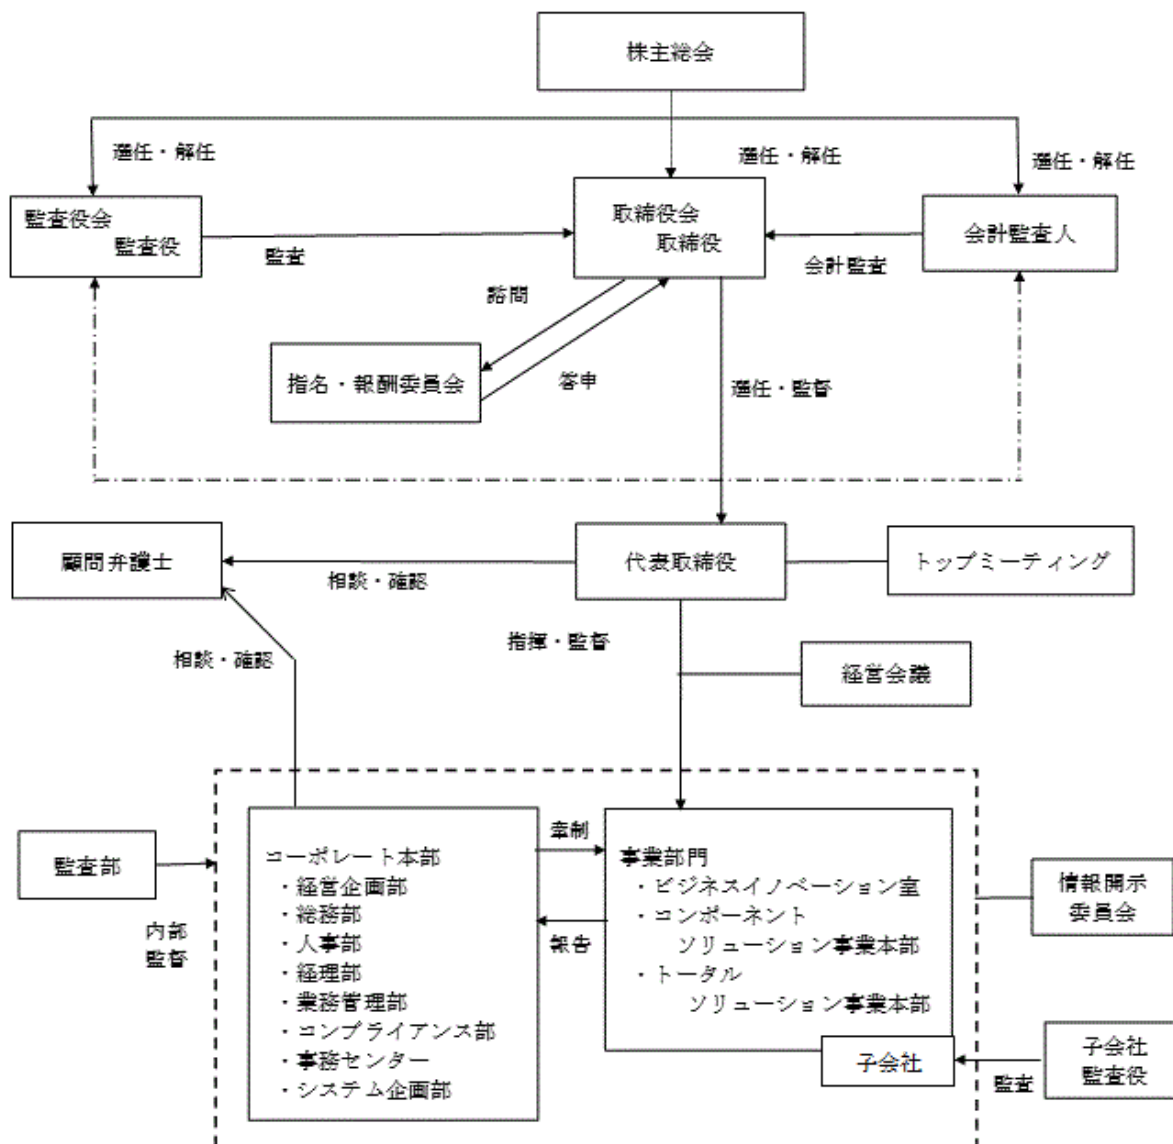 株主総会
選任・解任
選任・解任
選任・解任
監査役会
監査役
監査
取締役会
取締役
会計監査
会計監査人
諮問
指名・報酬委員会
答申
選任・監督
顧問弁護士
相談・確認
代表取締役
トップミーティング
相談・確認
指揮・監督
経営会議
監査部
内部
監督
コーポレート本部
・経営企画部
・総務部
・人事部
・経理部
・業務管理部
・コンプライアンス部
・事務センター
・システム企画部
牽制
報告
事業部門
・ビジネスイノベーション室
・コンポーネント
ソリューション事業本部
・トータル
ソリューション事業本部
子会社
情報開示
委員会
監査
子会社
監査役